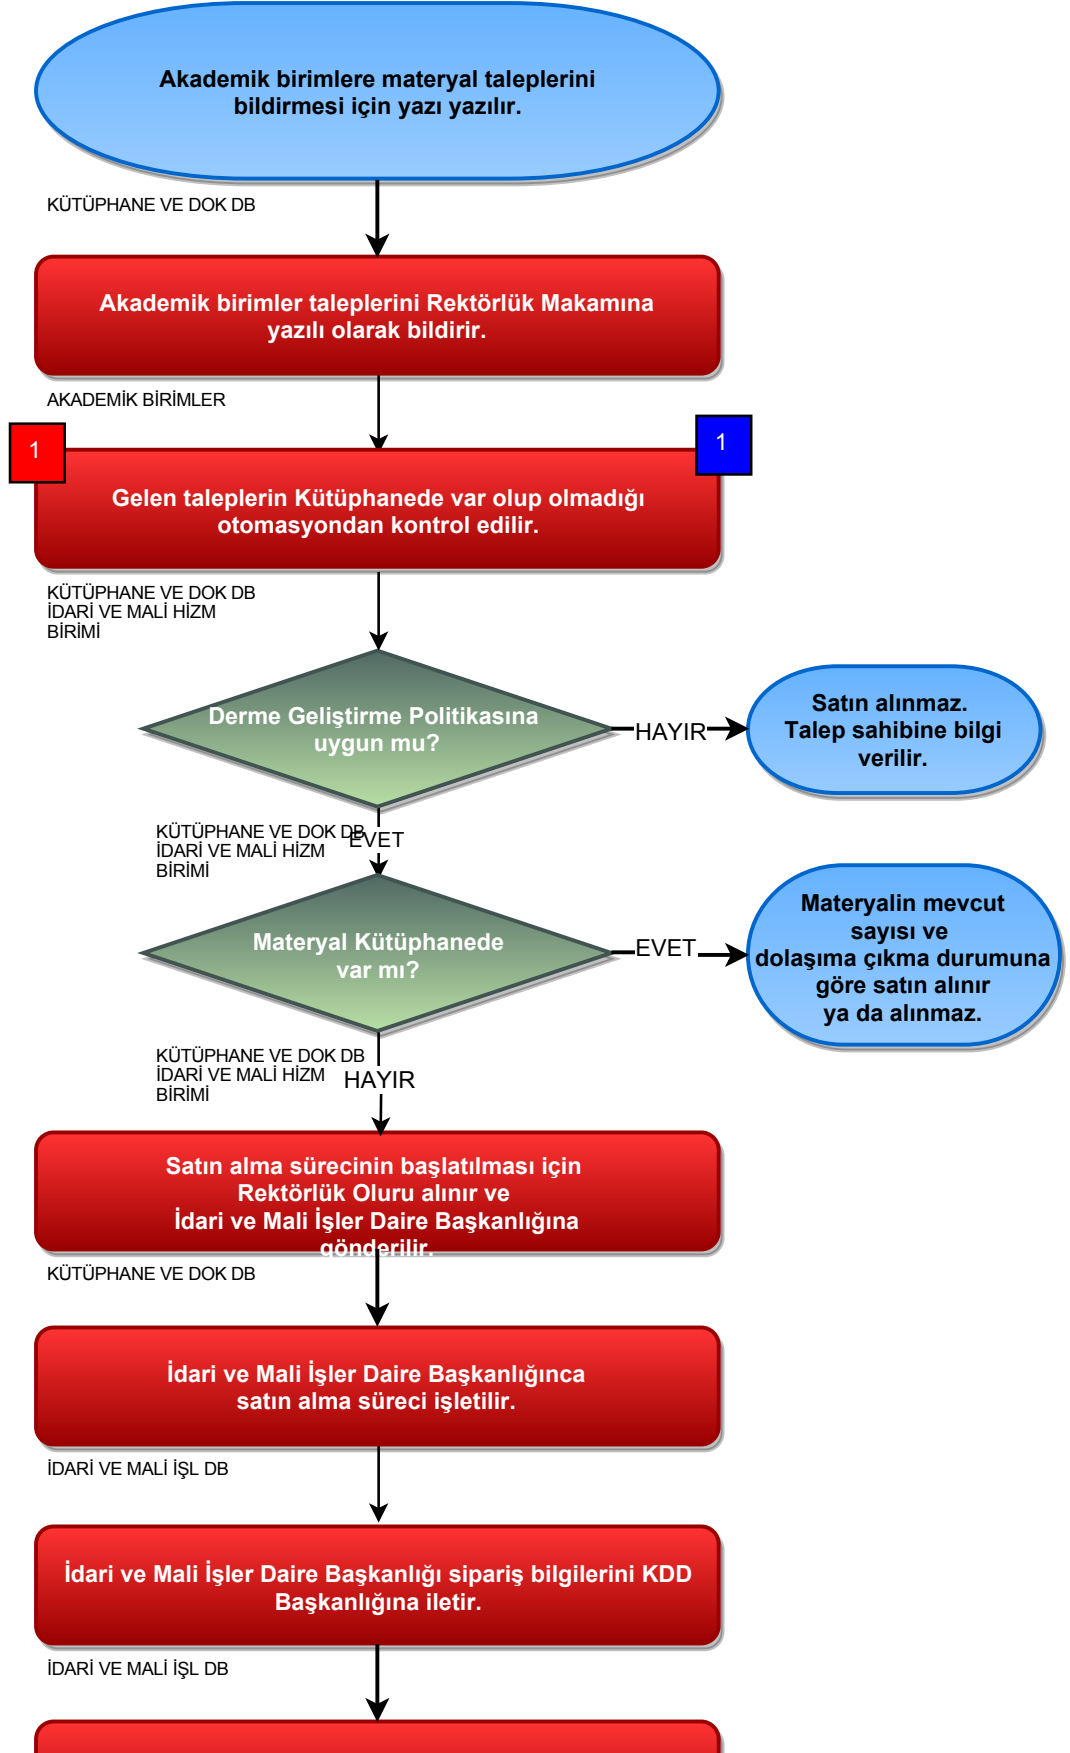 Akademik birimlere materyal taleplerini
bildirmesi için yazı yazılır.
KÜTÜPHANE VE DOK DB
Akademik birimler taleplerini Rektörlük Makamına
yazılı olarak bildirir.
AKADEMİK BİRİMLER
1
1
Gelen taleplerin Kütüphanede var olup olmadığı
otomasyondan kontrol edilir.
KÜTÜPHANE VE DOK DB
İDARİ VE MALİ HİZM
BİRİMİ
Derme Geliştirme Politikasına
uygun mu?
HAYIR
Satın alınmaz.
Talep sahibine bilgi
verilir.
KÜTÜPHANE VE DOK DB
İDARİ VE MALİ HİZM
BİRİMİ
EVET
Materyal Kütüphanede
var mı?
EVET
Materyalin mevcut
sayısı ve
dolaşıma çıkma durumuna
göre satın alınır
ya da alınmaz.
KÜTÜPHANE VE DOK DB
İDARİ VE MALİ HİZM
BİRİMİ
HAYIR
Satın alma sürecinin başlatılması için
Rektörlük Oluru alınır ve
İdari ve Mali İşler Daire Başkanlığına
gönderilir.
KÜTÜPHANE VE DOK DB
İdari ve Mali İşler Daire Başkanlığınca
satın alma süreci işletilir.
İDARİ VE MALİ İŞL DB
İdari ve Mali İşler Daire Başkanlığı sipariş bilgilerini KDD
Başkanlığına iletir.
İDARİ VE MALİ İŞL DB